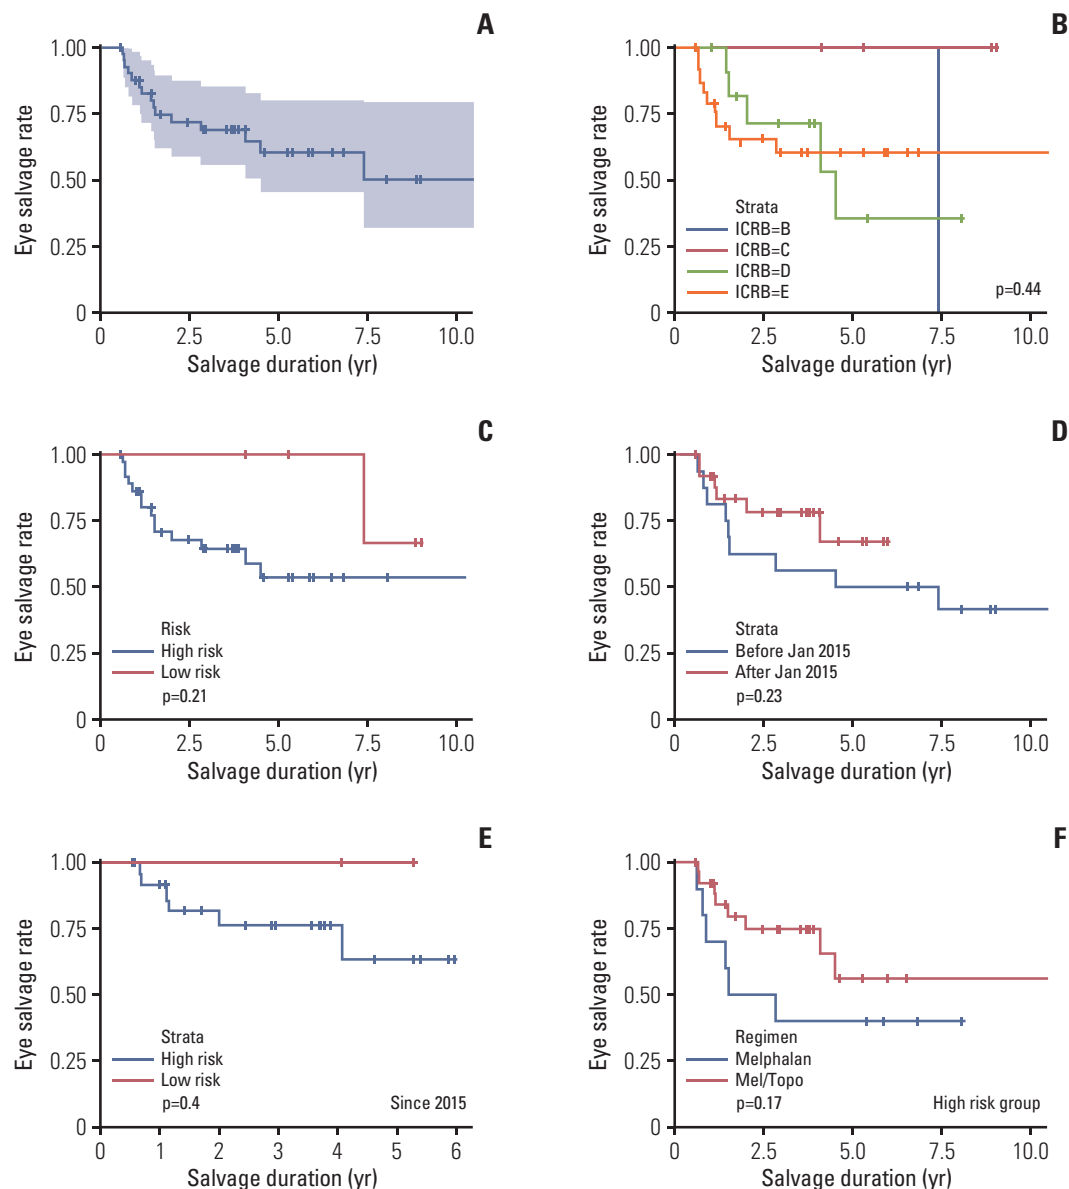 A
1.00
0.75
0.50
0.25
0
Eye salvage rate
0 2.5 5.0 7.5 10.0
Salvage duration (yr)
B
1.00
0.75
0.50
0.25
0
Eye salvage rate
Strata
ICRB=B
ICRB=C
ICRB=D
ICRB=E
p=0.44
0 2.5 5.0 7.5 10.0
Salvage duration (yr)
C
1.00
0.75
0.50
0.25
0
Eye salvage rate
Risk
High risk
Low risk
p=0.21
0 2.5 5.0 7.5 10.0
Salvage duration (yr)
D
1.00
0.75
0.50
0.25
0
Eye salvage rate
Strata
Before Jan 2015
After Jan 2015
p=0.23
0 2.5 5.0 7.5 10.0
Salvage duration (yr)
E
1.00
0.75
0.50
0.25
0
Eye salvage rate
Strata
High risk
Low risk
p=0.4
Since 2015
0 1 2 3 4 5 6
Salvage duration (yr)
F
1.00
0.75
0.50
0.25
0
Eye salvage rate
Regimen
Melphalan
Mel/Topo
p=0.17
High risk group
0 2.5 5.0 7.5 10.0
Salvage duration (yr)